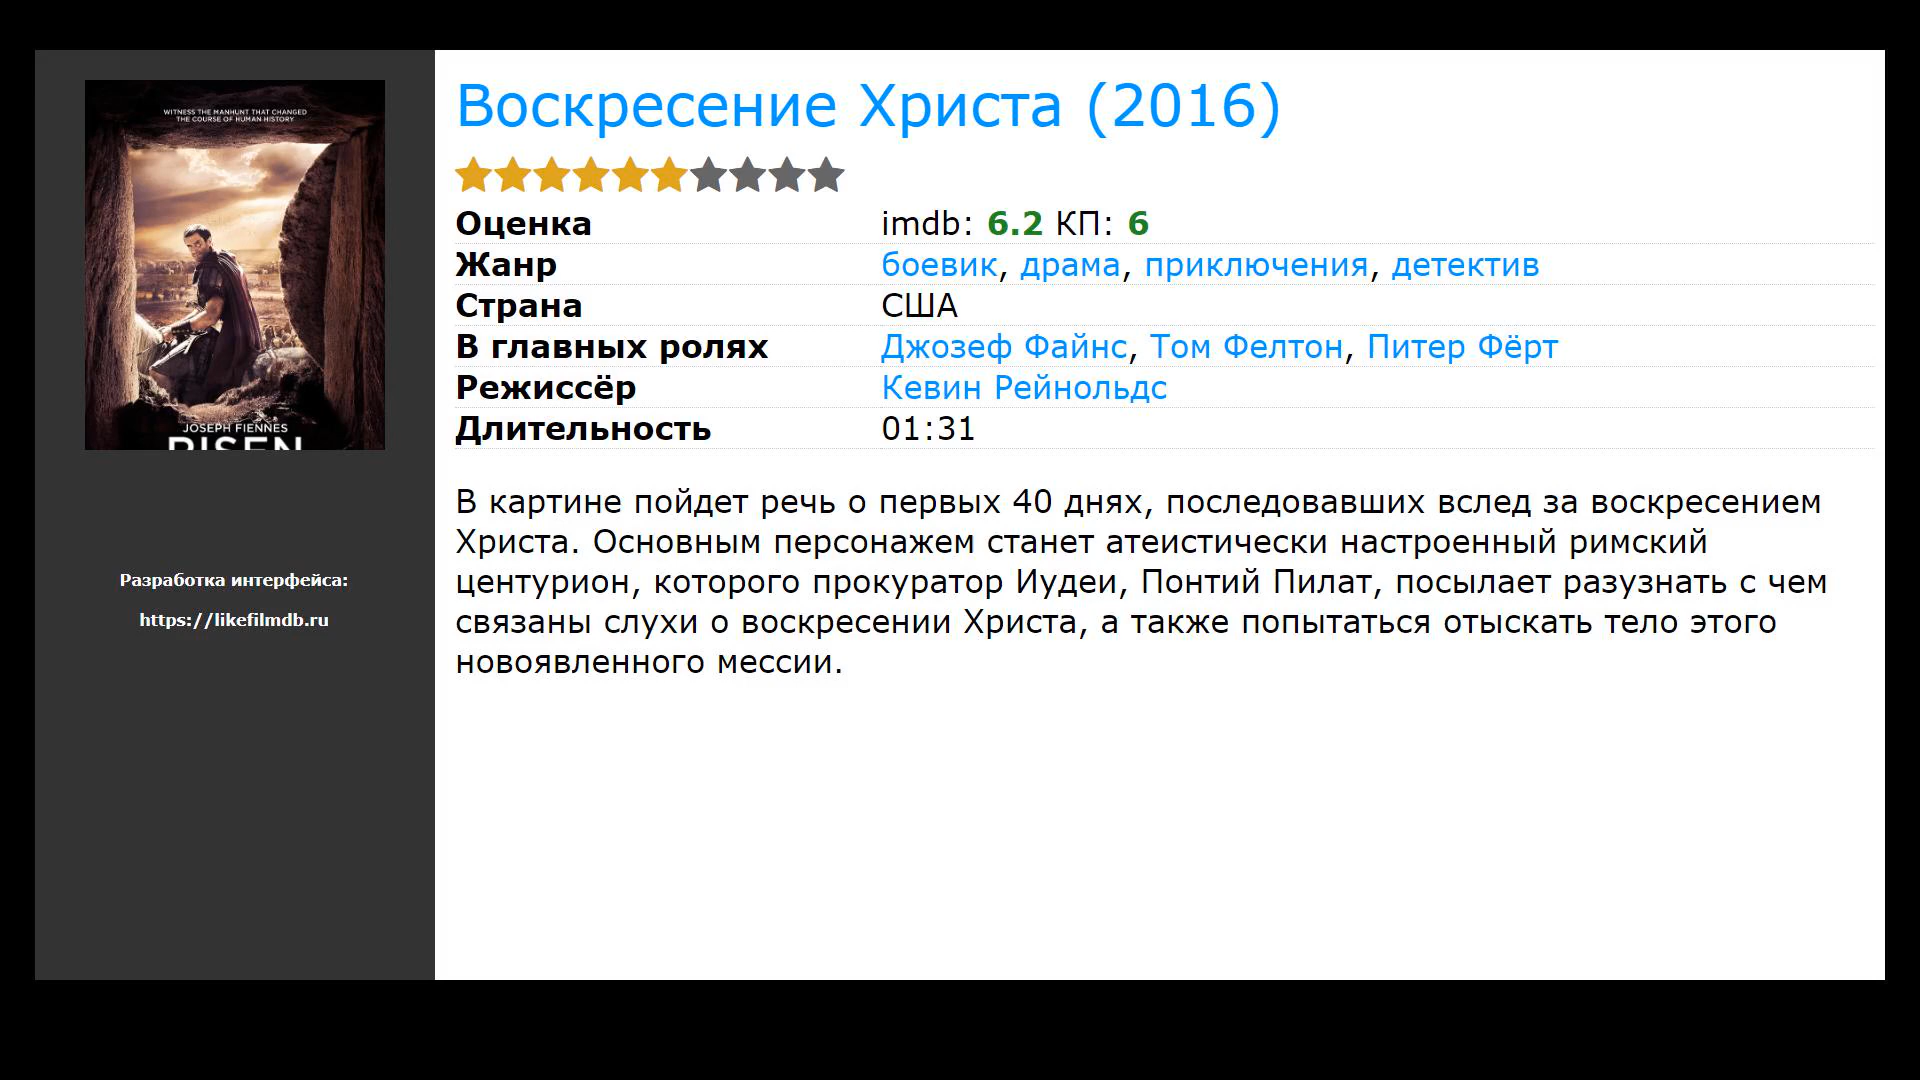 WITNESS THE MANHUNT THAT CHANGED
THE COURSE OF HUMAN HISTORY
JOSEPH FIENNES
RISEN
Разработка интерфейса:
https://likefilmdb.ru
Воскресение Христа (2016)
Оценка imdb: 6.2 КП: 6
Жанр боевик, драма, приключения, детектив
Страна США
В главных ролях Джозеф Файнс, Том Фелтон, Питер Фёрт
Режиссёр Кевин Рейнольдс
Длительность 01:31
В картине пойдет речь о первых 40 днях, последовавших вслед за воскресением
Христа. Основным персонажем станет атеистически настроенный римский
центурион, которого прокуратор Иудеи, Понтий Пилат, посылает разузнать с чем
связаны слухи о воскресении Христа, а также попытаться отыскать тело этого
новоявленного мессии.